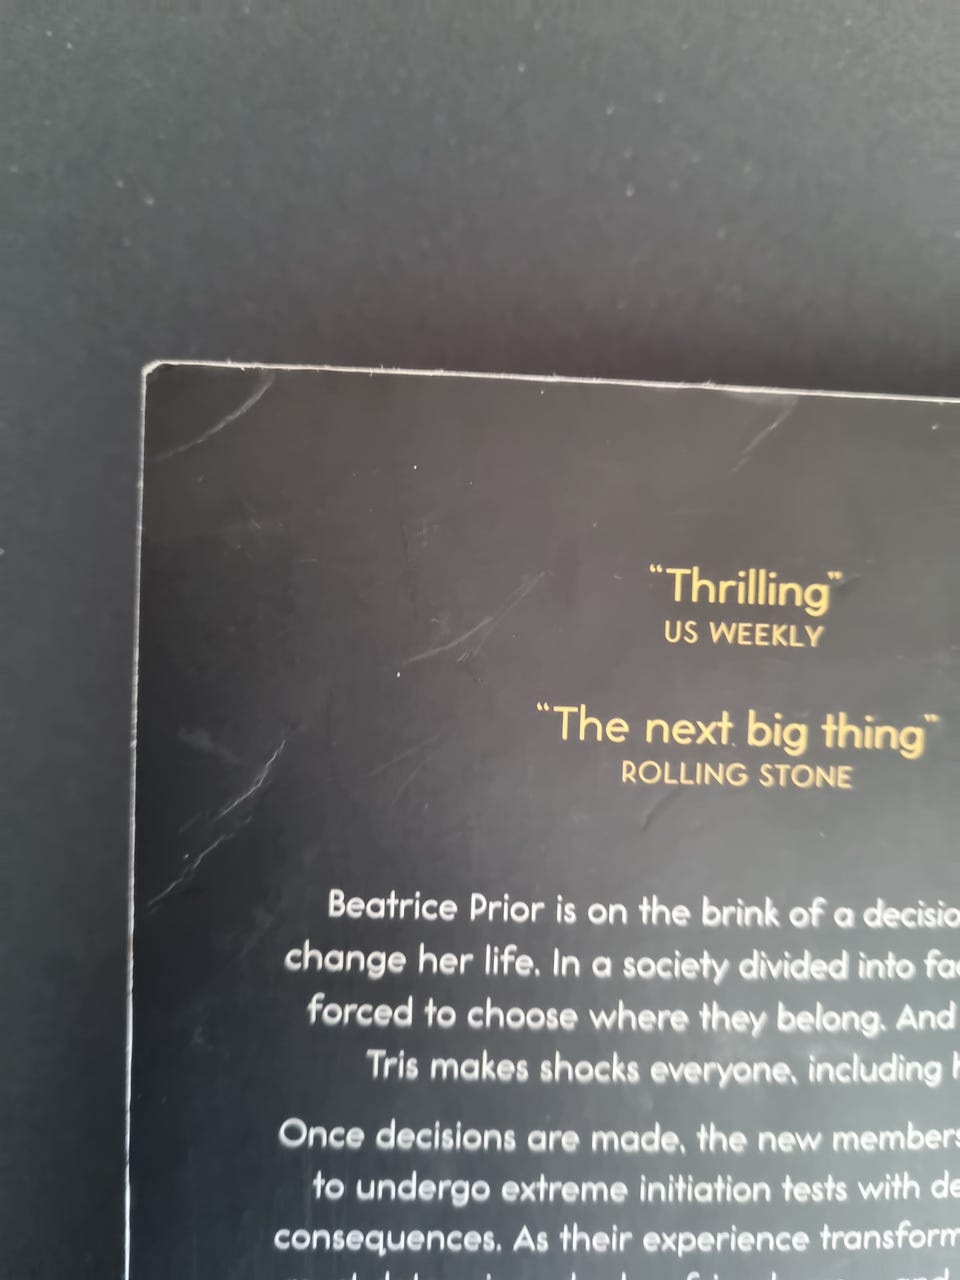 “Thrilling”
US WEEKLY
“The next big thing”
ROLLING STONE
Beatrice Prior is on the brink of a
change her life. In a society divided into
forced to choose where they belong. And
Tris makes shocks everyone, including
Once decisions are made, the new
to undergo extreme initiation tests with
consequences. As their experience